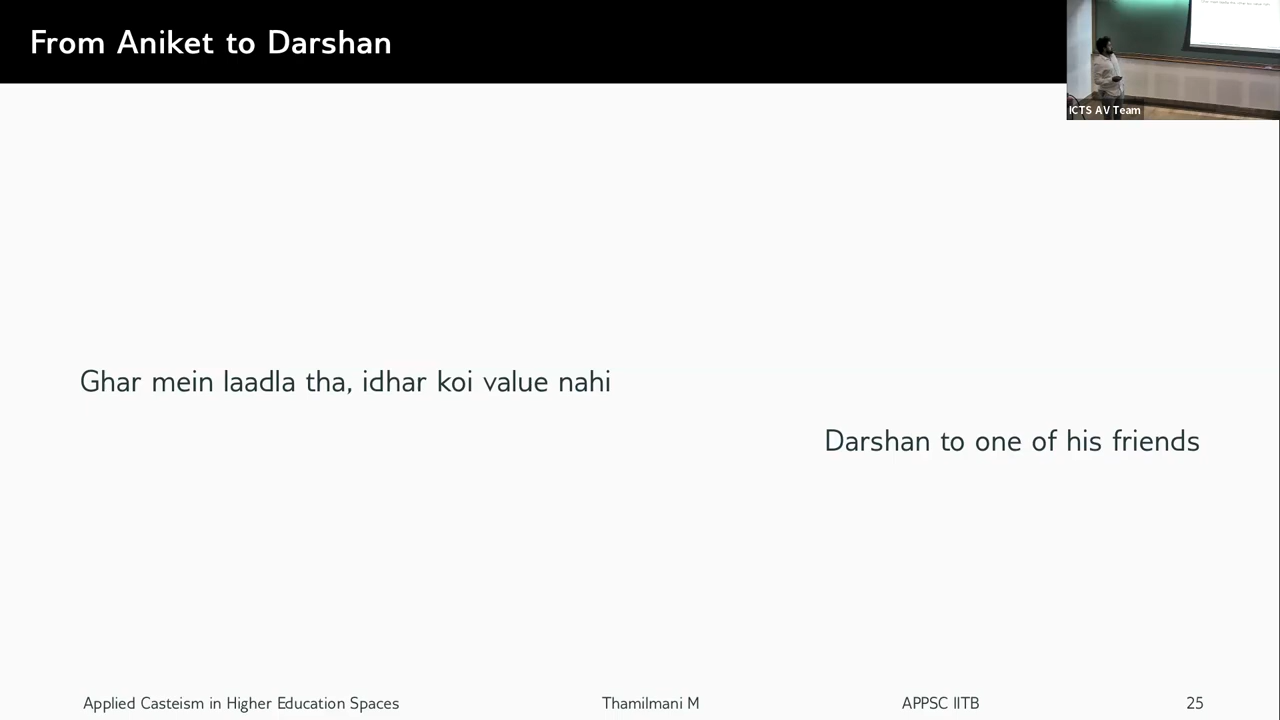 From Aniket to Darshan
ICTS AV Team
Ghar mein laadla tha, idhar koi value nahi
Darshan to one of his friends
Applied Casteism in Higher Education Spaces Thamilmani M APPSC IITB 25